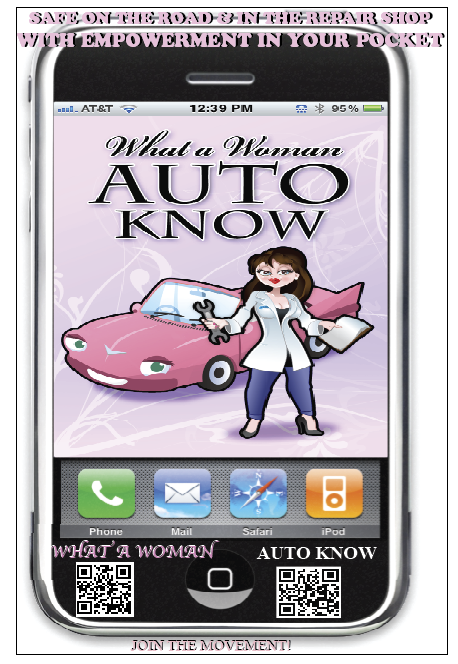 SAFE ON THE ROAD & IN THE REPAIR SHOP
WITH EMPOWERMENT IN YOUR POCKET
AT&T 12:39 PM 95%
What a Woman
AUTO
KNOW
Phone Mail Safari iPod
WHAT A WOMAN AUTO KNOW
JOIN THE MOVEMENT!